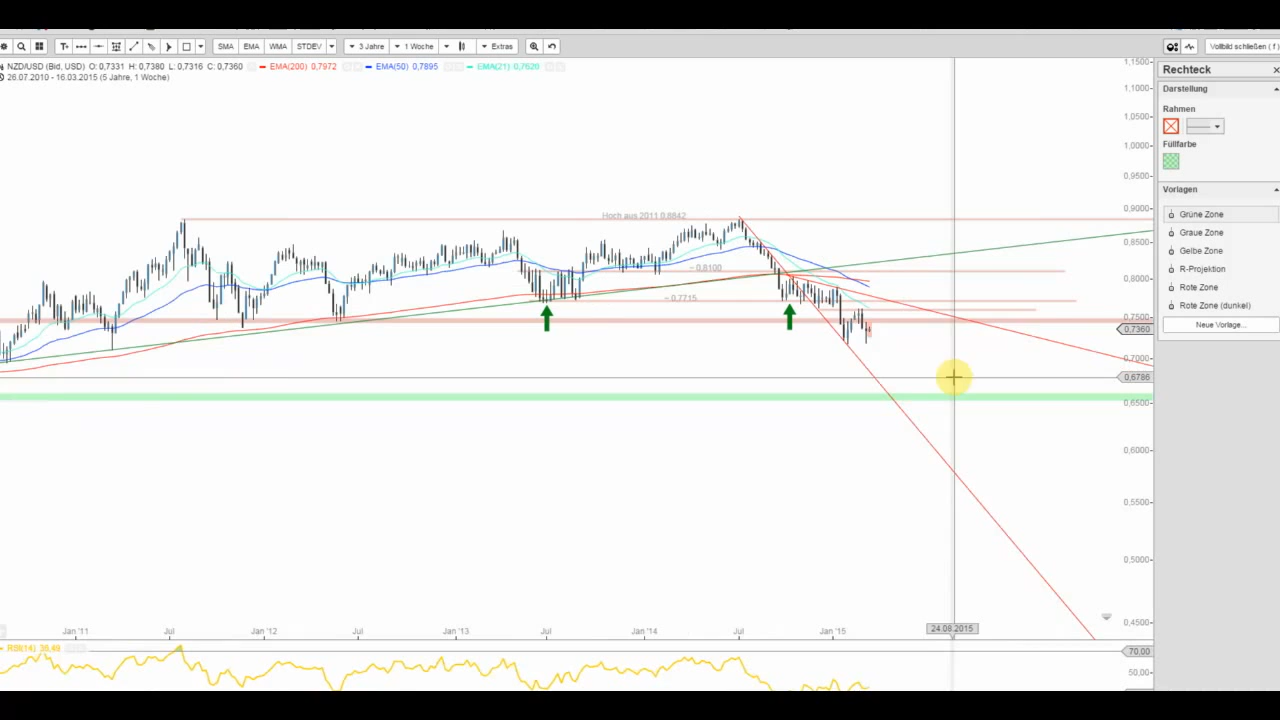 SMA EMA WMA STDEV 3 Jahre 1 Woche Extras Vollbild schließen ( f )
NZD/USD (Bid, USD) O: 0,7331 H: 0,7380 L: 0,7316 C: 0,7360 EMA(200) 0,7972 EMA(50) 0,7895 EMA(21) 0,7620
26.07.2010 - 16.03.2015 (5 Jahre, 1 Woche)
Rechteck
Darstellung
Rahmen
Füllfarbe
Vorlagen
Grüne Zone
Graue Zone
Gelbe Zone
R-Projektion
Rote Zone
Rote Zone (dunkel)
Neue Vorlage...
1,1500
1,1000
1,0500
1,0000
0,9500
0,9000
0,8500
0,8000
0,7500
0,7360
0,7000
0,6786
0,6500
0,6000
0,5500
0,5000
0,4500
Hoch aus 2011 0,8842
~ 0,8100
~ 0,7715
Jan '11 Jul Jan '12 Jul Jan '13 Jul Jan '14 Jul Jan '15 24.08.2015
RSI(14) 36,49
70.00
50,00